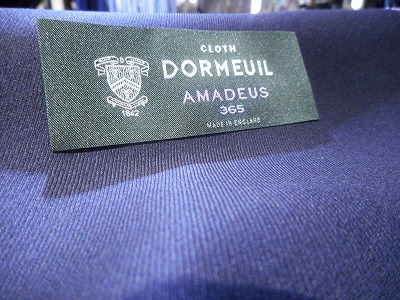 CLOTH
DORMEUIL
AMADEUS
365
MADE IN ENGLAND
1842